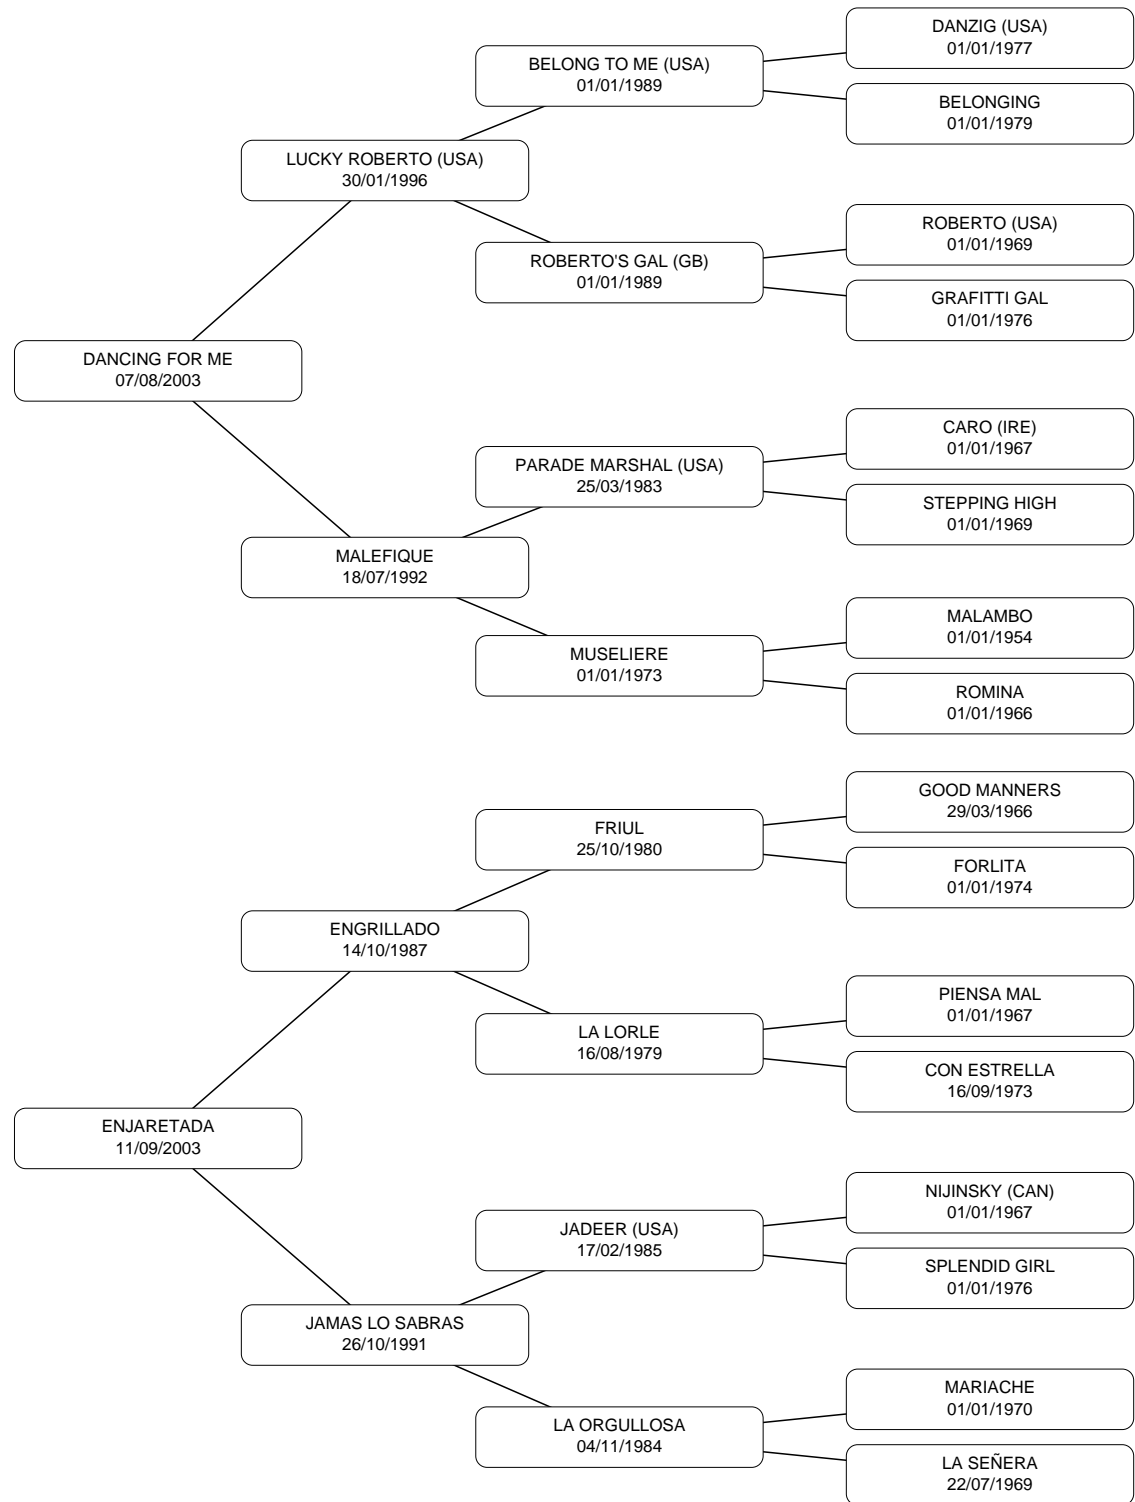 DANZIG (USA)
01/01/1977
BELONG TO ME (USA)
01/01/1989
BELONGING
01/01/1979
LUCKY ROBERTO (USA)
30/01/1996
ROBERTO (USA)
01/01/1969
ROBERTO'S GAL (GB)
01/01/1989
GRAFITTI GAL
01/01/1976
DANCING FOR ME
07/08/2003
CARO (IRE)
01/01/1967
PARADE MARSHAL (USA)
25/03/1983
STEPPING HIGH
01/01/1969
MALEFIQUE
18/07/1992
MALAMBO
01/01/1954
MUSELIERE
01/01/1973
ROMINA
01/01/1966
GOOD MANNERS
29/03/1966
FRIUL
25/10/1980
FORLITA
01/01/1974
ENGRILLADO
14/10/1987
PIENSA MAL
01/01/1967
LA LORLE
16/08/1979
CON ESTRELLA
16/09/1973
ENJARETADA
11/09/2003
NIJINSKY (CAN)
01/01/1967
JADEER (USA)
17/02/1985
SPLENDID GIRL
01/01/1976
JAMAS LO SABRAS
26/10/1991
MARIACHE
01/01/1970
LA ORGULLOSA
04/11/1984
LA SEÑERA
22/07/1969